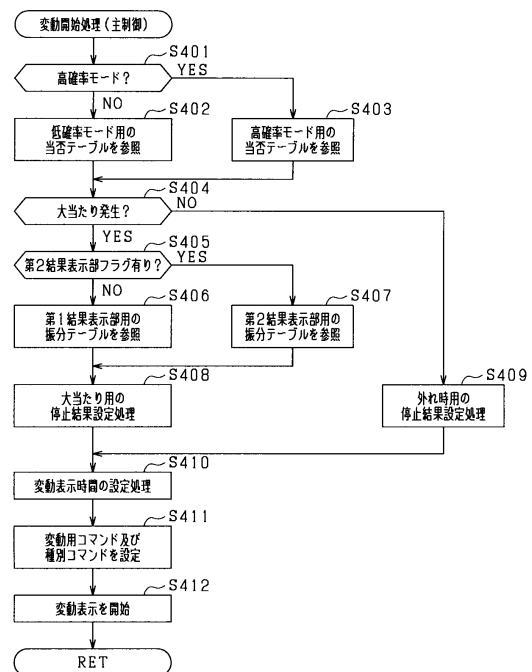 変動開始処理(主制御)
S401
高確率モード?
YES
NO
S402
低確率モード用の
当否テーブルを参照
S403
高確率モード用の
当否テーブルを参照
S404
大当たり発生?
NO
YES
S405
第2結果表示部フラグ有り?
YES
NO
S406
第1結果表示部用の
振分テーブルを参照
S407
第2結果表示部用の
振分テーブルを参照
S408
大当たり用の
停止結果設定処理
S409
外れ時用の
停止結果設定処理
S410
変動表示時間の設定処理
S411
変動用コマンド及び
種別コマンドを設定
S412
変動表示を開始
RET